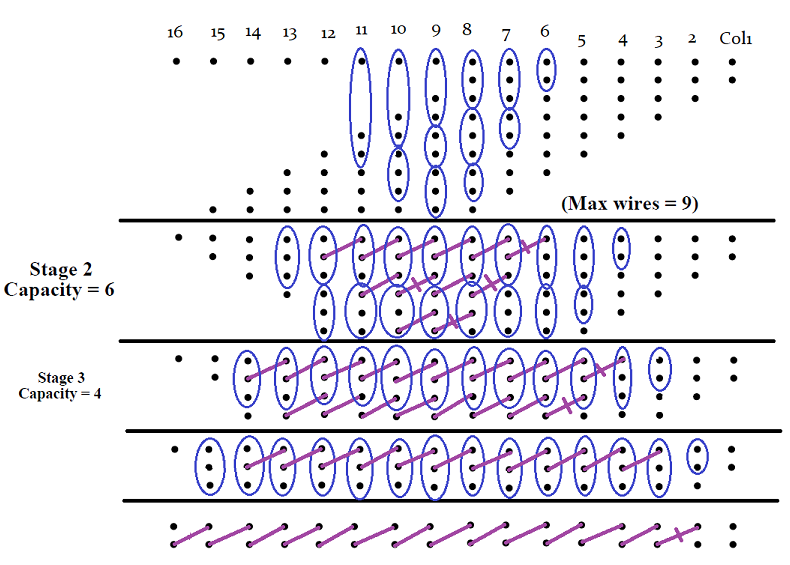 16 15 14 13 12 11 10 9 8 7 6 5 4 3 2 Col1
(Max wires = 9)
Stage 2
Capacity = 6
Stage 3
Capacity = 4